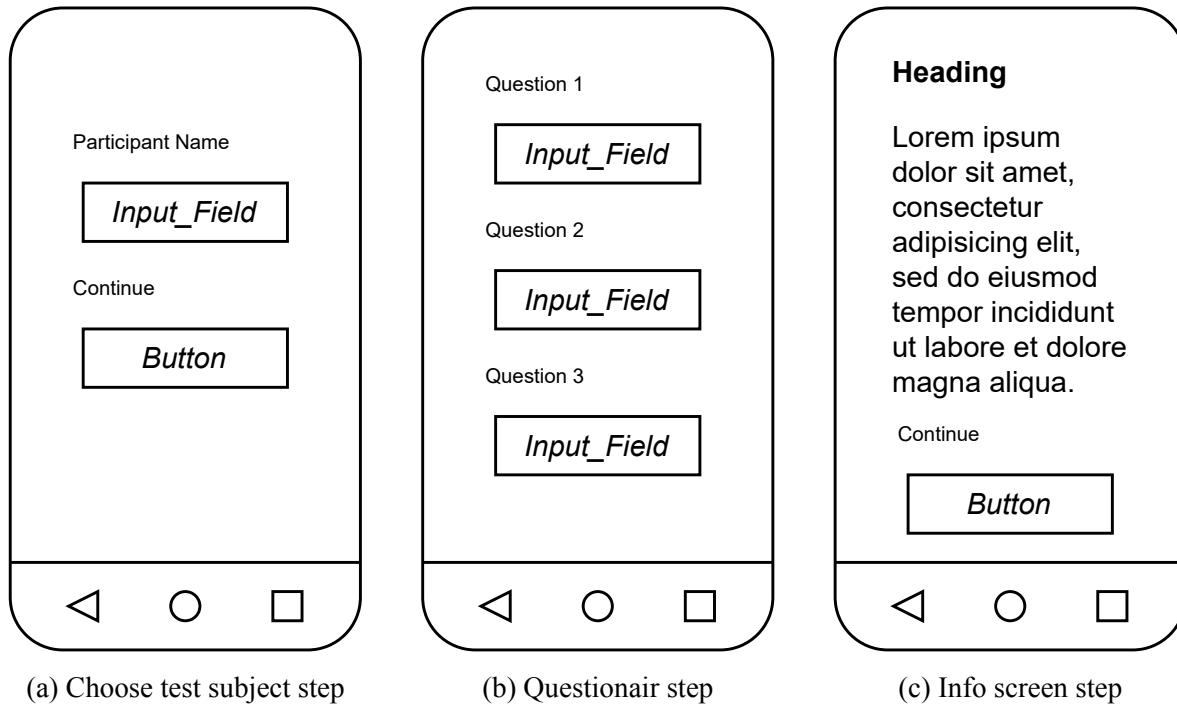 Participant Name
Input_Field
Continue
Button
(a) Choose test subject step
Question 1
Input_Field
Question 2
Input_Field
Question 3
Input_Field
(b) Questionair step
Heading
Lorem ipsum
dolor sit amet,
consectetur
adipisicing elit,
sed do eiusmod
tempor incididunt
ut labore et dolore
magna aliqua.
Continue
Button
(c) Info screen step